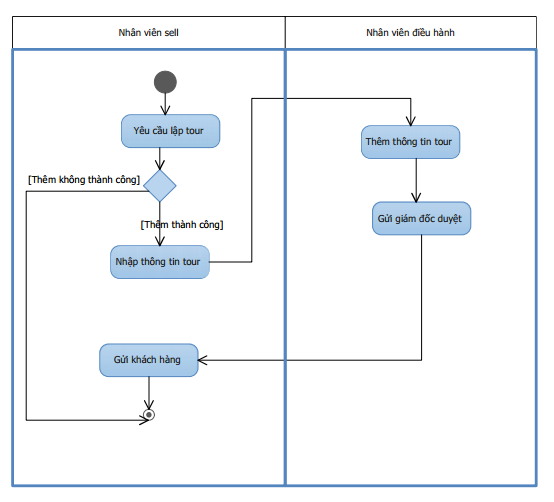 Nhân viên sell
Nhân viên điều hành
Yêu cầu lập tour
Thêm thông tin tour
[Thêm không thành công]
[Thêm thành công]
Gửi giám đốc duyệt
Nhập thông tin tour
Gửi khách hàng